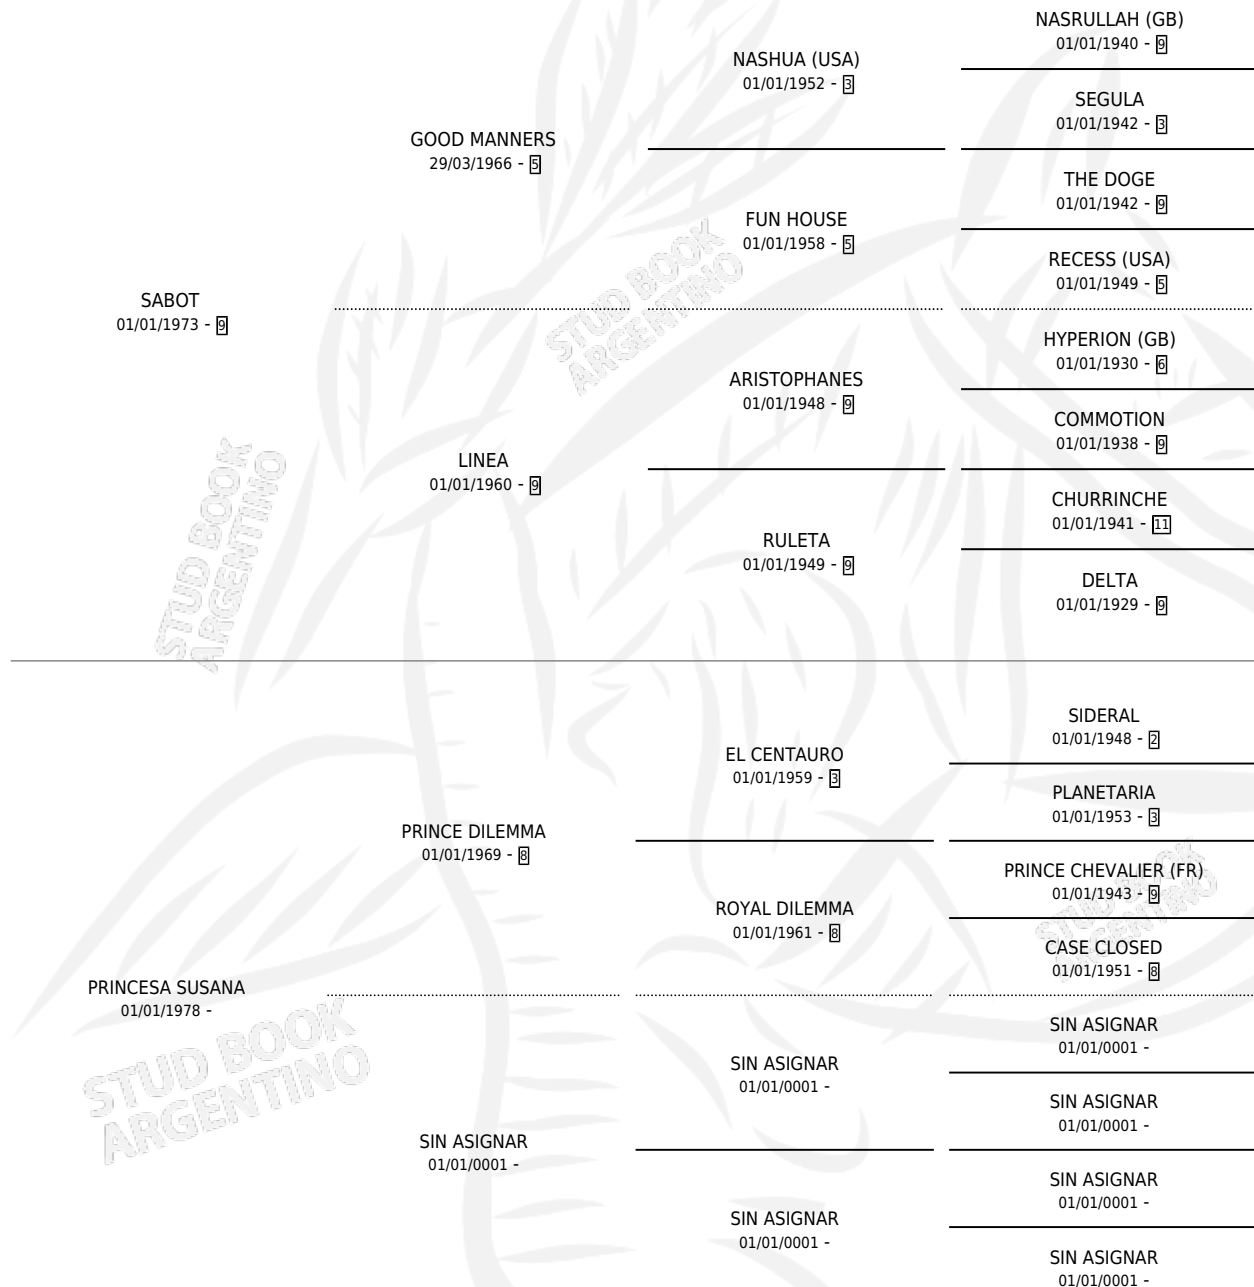 NASRULLAH (GB)
01/01/1940 - 9
NASHUA (USA)
01/01/1952 - 3
SEGULA
01/01/1942 - 3
GOOD MANNERS
29/03/1966 - 5
THE DOGE
01/01/1942 - 9
FUN HOUSE
01/01/1958 - 5
RECESS (USA)
01/01/1949 - 5
SABOT
01/01/1973 - 9
HYPERION (GB)
01/01/1930 - 6
ARISTOPHANES
01/01/1948 - 9
COMMOTION
01/01/1938 - 9
LINEA
01/01/1960 - 9
CHURRINCHE
01/01/1941 - 11
RULETA
01/01/1949 - 9
DELTA
01/01/1929 - 9
SIDERAL
01/01/1948 - 2
EL CENTAURO
01/01/1959 - 3
PLANETARIA
01/01/1953 - 3
PRINCE DILEMMA
01/01/1969 - 8
PRINCE CHEVALIER (FR)
01/01/1943 - 9
ROYAL DILEMMA
01/01/1961 - 8
CASE CLOSED
01/01/1951 - 8
PRINCESA SUSANA
01/01/1978 -
SIN ASIGNAR
01/01/0001 -
SIN ASIGNAR
01/01/0001 -
SIN ASIGNAR
01/01/0001 -
SIN ASIGNAR
01/01/0001 -
SIN ASIGNAR
01/01/0001 -
SIN ASIGNAR
01/01/0001 -
SIN ASIGNAR
01/01/0001 -
STUD BOOK
ARGENTINO
STUD BOOK
ARGENTINO
STUD BOOK
ARGENTINO
STUD BOOK
ARGENTINO